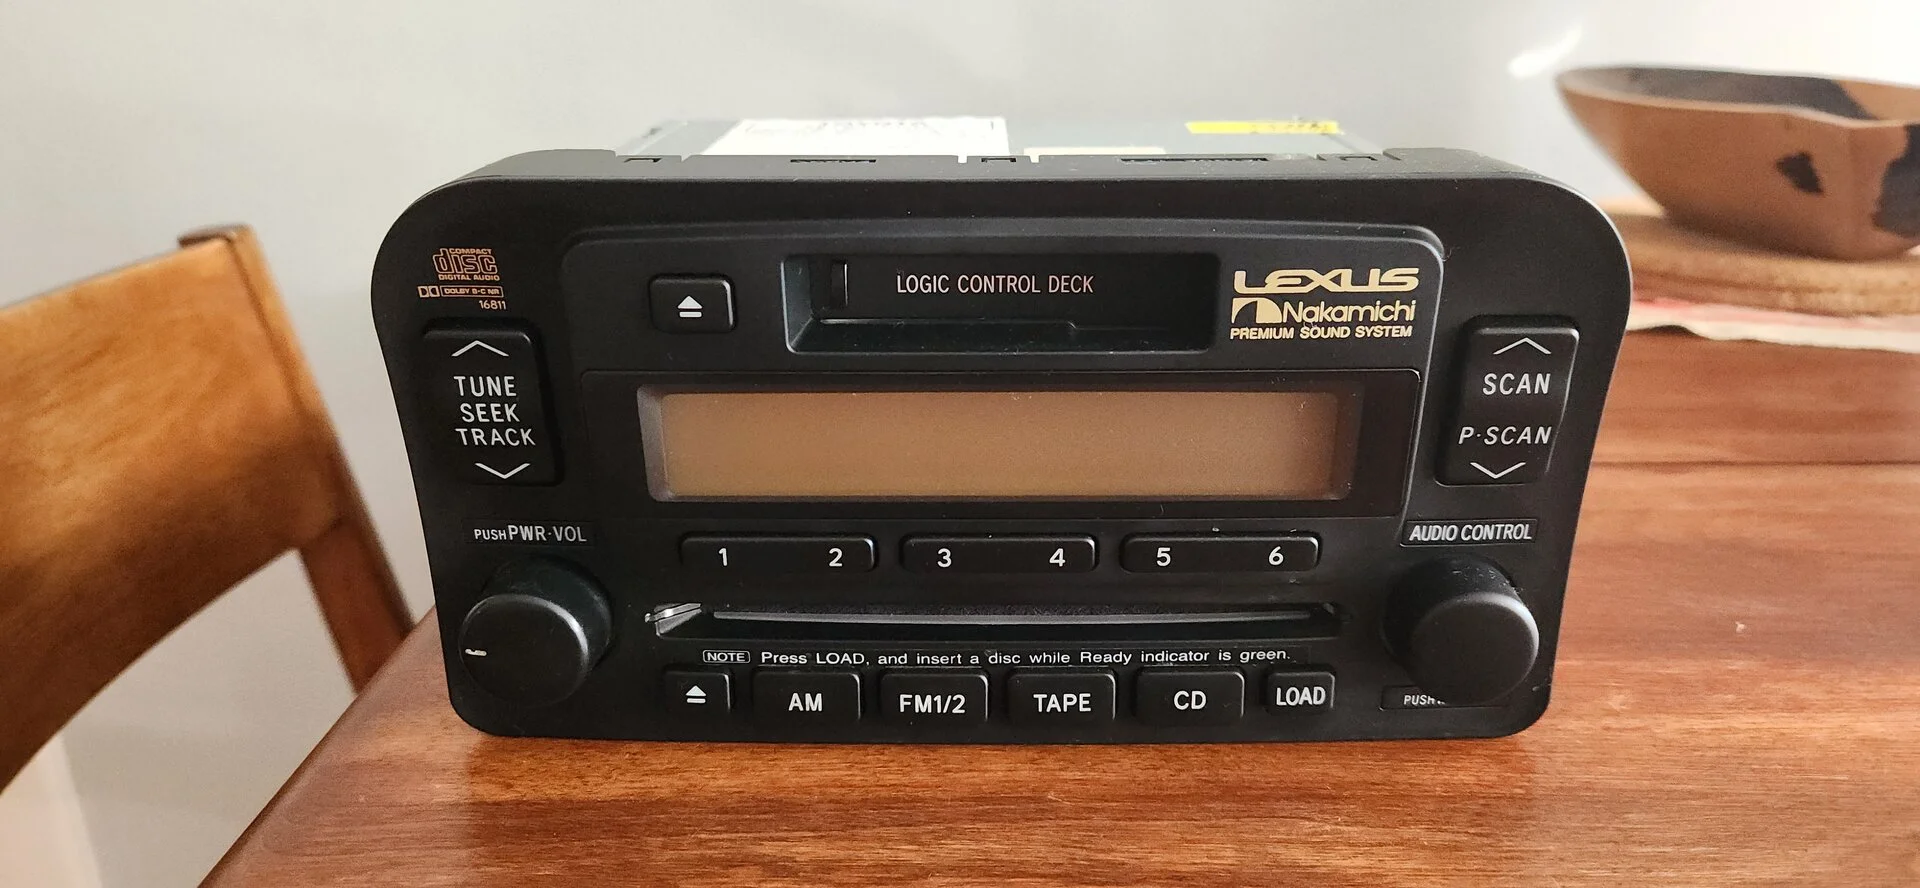 COMPACT
disc
DIGITAL AUDIO
DOLBY B-C NR
16811
LOGIC CONTROL DECK
LEXUS
Nakamichi
PREMIUM SOUND SYSTEM
TUNE
SEEK
TRACK
SCAN
P·SCAN
PUSH PWR·VOL
AUDIO CONTROL
1 2 3 4 5 6
NOTE Press LOAD, and insert a disc while Ready indicator is green.
AM FM1/2 TAPE CD LOAD
PUSH